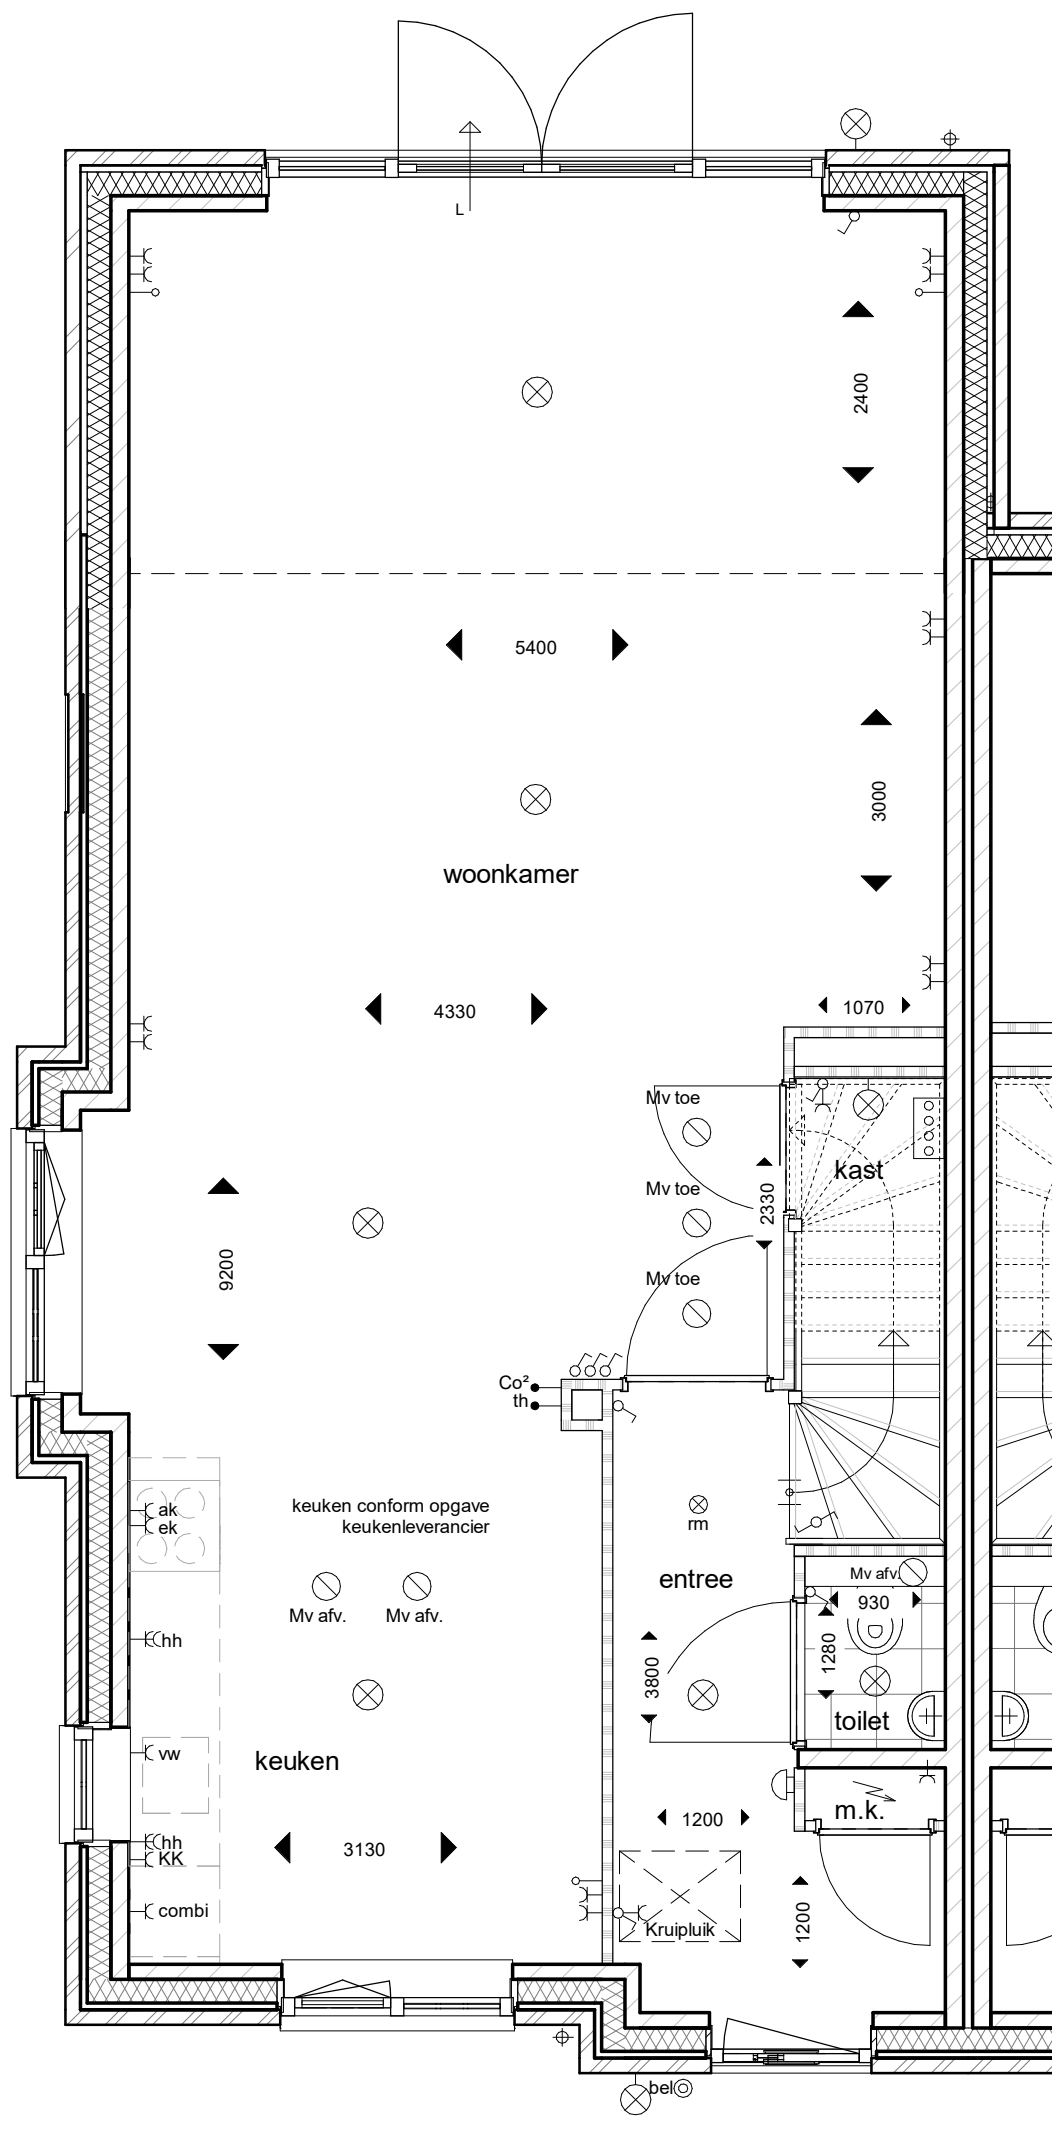 L
2400
5400
3000
woonkamer
4330
1070
Mv toe
kast
Mv toe
2330
9200
Mv toe
Co²
th
ak
ek
keuken conform opgave
keukenleverancier
rm
entree
Mv afv.
930
Mv afv.
Mv afv.
hh
1280
3800
toilet
vw
keuken
m.k.
1200
hh
KK
3130
combi
1200
Kruipluik
bel